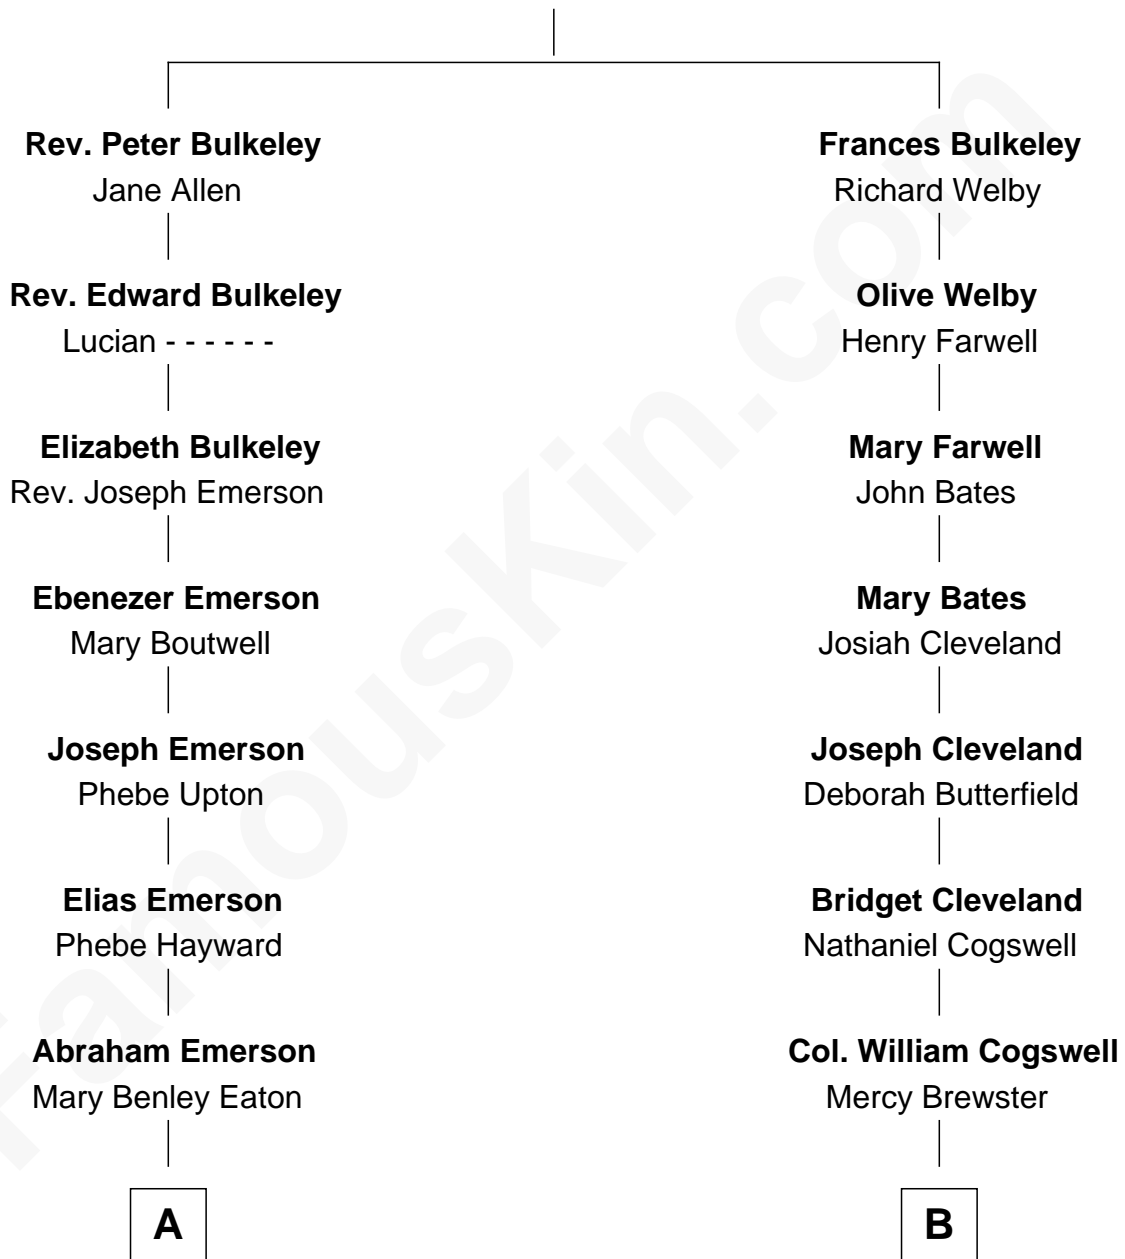 Rev. Peter Bulkeley
Jane Allen
Rev. Edward Bulkeley
Lucian - - - - - -
Elizabeth Bulkeley
Rev. Joseph Emerson
Ebenezer Emerson
Mary Boutwell
Joseph Emerson
Phebe Upton
Elias Emerson
Phebe Hayward
Abraham Emerson
Mary Benley Eaton
A
Frances Bulkeley
Richard Welby
Olive Welby
Henry Farwell
Mary Farwell
John Bates
Mary Bates
Josiah Cleveland
Joseph Cleveland
Deborah Butterfield
Bridget Cleveland
Nathaniel Cogswell
Col. William Cogswell
Mercy Brewster
B
FamousKin.com